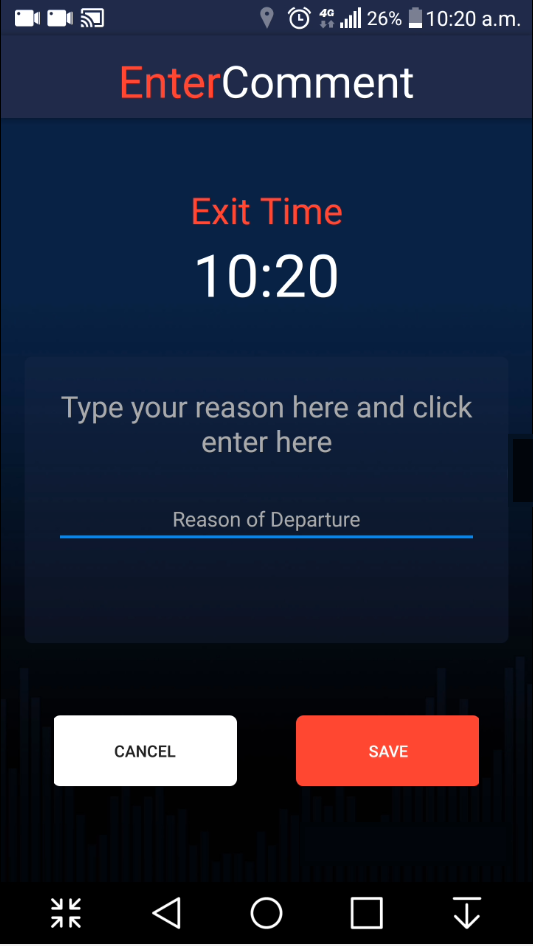 4G 26% 10:20 a.m.
EnterComment
Exit Time
10:20
Type your reason here and click
enter here
Reason of Departure
CANCEL SAVE